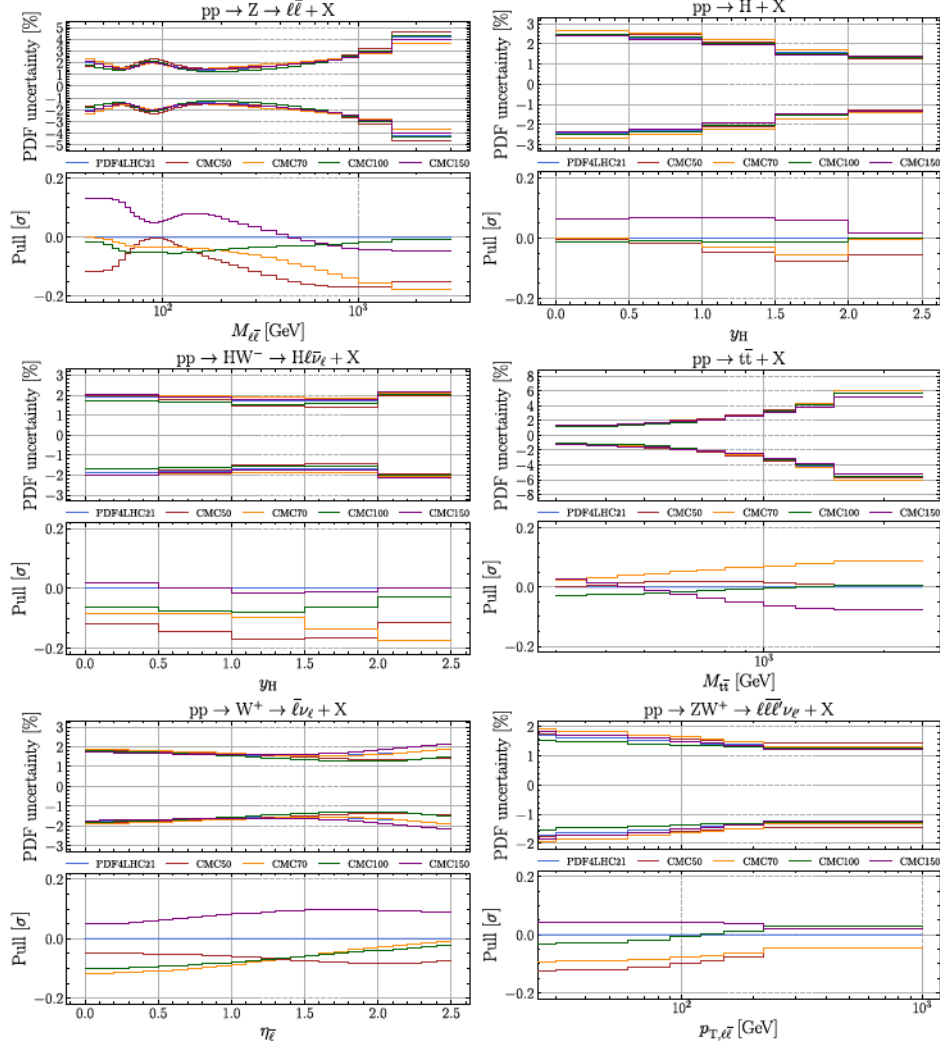 pp → Z → ℓℓ̄ + X
PDF uncertainty [%]
5
4
3
2
1
0
−1
−2
−3
−4
−5
PDF4LHC21 CMC50 CMC70 CMC100 CMC150
Pull [σ]
0.2
0.0
−0.2
10² 10³
M_ℓℓ̄ [GeV]
pp → H + X
PDF uncertainty [%]
3
2
1
0
−1
−2
−3
PDF4LHC21 CMC50 CMC70 CMC100 CMC150
Pull [σ]
0.2
0.0
−0.2
0.0 0.5 1.0 1.5 2.0 2.5
y_H
pp → HW⁻ → Hℓν̄_ℓ + X
PDF uncertainty [%]
3
2
1
0
−1
−2
−3
PDF4LHC21 CMC50 CMC70 CMC100 CMC150
Pull [σ]
0.2
0.0
−0.2
0.0 0.5 1.0 1.5 2.0 2.5
y_H
pp → tt̄ + X
PDF uncertainty [%]
8
6
4
2
0
−2
−4
−6
−8
PDF4LHC21 CMC50 CMC70 CMC100 CMC150
Pull [σ]
0.2
0.0
−0.2
10³
M_tt̄ [GeV]
pp → W⁺ → ℓ̄ν_ℓ + X
PDF uncertainty [%]
3
2
1
0
−1
−2
−3
PDF4LHC21 CMC50 CMC70 CMC100 CMC150
Pull [σ]
0.2
0.0
−0.2
0.0 0.5 1.0 1.5 2.0 2.5
η_ℓ̄
pp → ZW⁺ → ℓℓ̄ℓ̄′ν_ℓ′ + X
PDF uncertainty [%]
2
1
0
−1
−2
PDF4LHC21 CMC50 CMC70 CMC100 CMC150
Pull [σ]
0.2
0.0
−0.2
10² 10³
p_T,ℓℓ̄ [GeV]